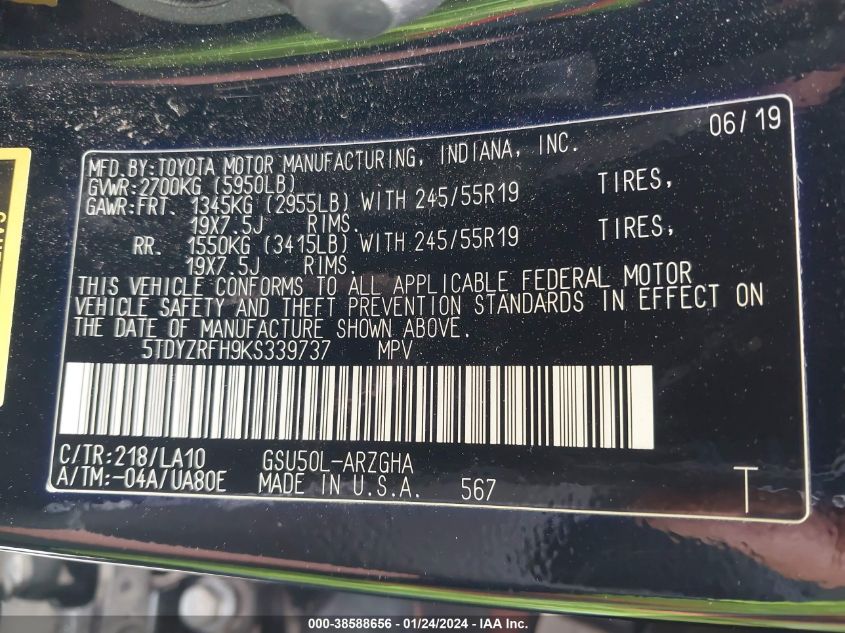 06/19
MFD.BY:TOYOTA MOTOR MANUFACTURING, INDIANA, INC.
GVWR:2700KG (5950LB)
GAWR:FRT. 1345KG (2955LB) WITH 245/55R19 TIRES,
19X7.5J RIMS.
RR. 1550KG (3415LB) WITH 245/55R19 TIRES,
19X7.5J RIMS.
THIS VEHICLE CONFORMS TO ALL APPLICABLE FEDERAL MOTOR
VEHICLE SAFETY AND THEFT PREVENTION STANDARDS IN EFFECT ON
THE DATE OF MANUFACTURE SHOWN ABOVE.
5TDYZRFH9KS339737 MPV
C/TR:218/LA10 GSU50L-ARZGHA
A/TM:-04A/UA80E MADE IN U.S.A. 567 T
000-38588656 - 01/24/2024 - IAA Inc.